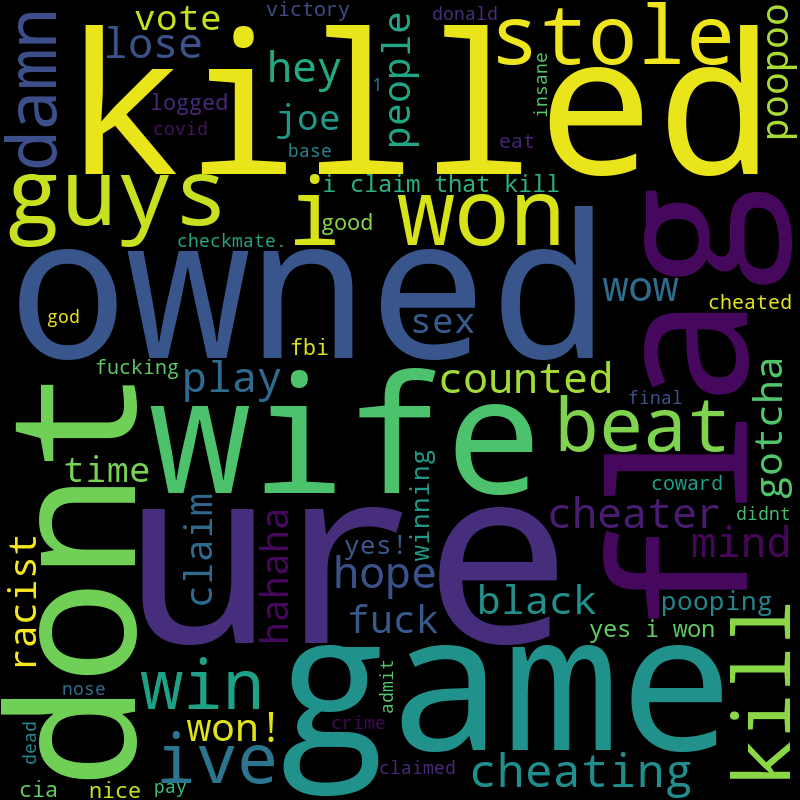 victory
donald
vote
damn
lose
killed
stole
poopoo
hey
people
insane
logged
1
joe
covid
base
eat
guys
i claim that kill
i
good
won
flag
checkmate.
owned
wow
cheated
god
sex
fbi
fucking
play
wife
counted
final
gotcha
dont
beat
time
winning
coward
claim
ure
cheater
didnt
hahaha
yes!
mind
racist
hope
black
pooping
fuck
yes i won
kill
win
game
nose
admit
won!
crime
dead
ive
claimed
cheating
cia
nice
pay